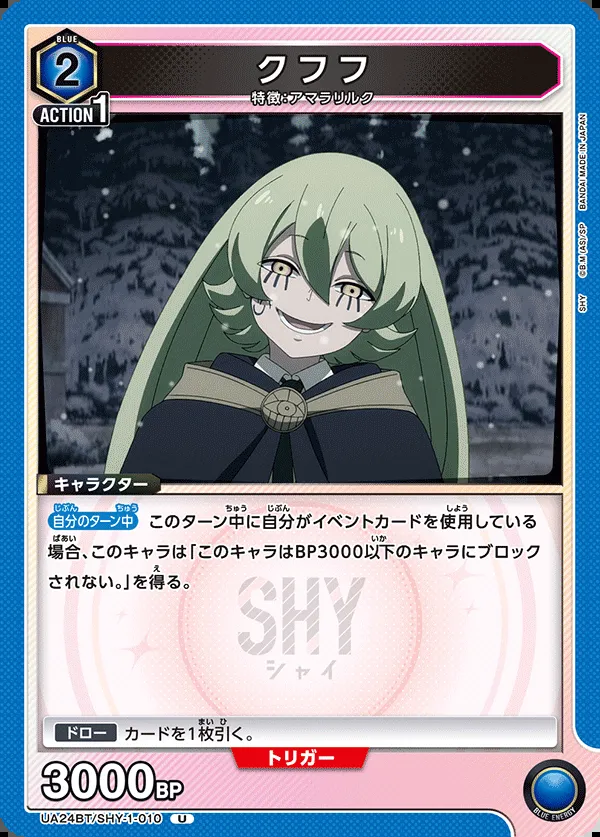 BLUE
2
ACTION 1
クフフ
特徴:アマラリルク
SHY ©B.M(AS)/SP BANDAI MADE IN JAPAN
キャラクター
自分のターン中 このターン中に自分がイベントカードを使用している
場合、このキャラは「このキャラはBP3000以下のキャラにブロック
されない。」を得る。
SHY
シャイ
ドロー カードを1枚引く。
トリガー
3000BP
UA24BT/SHY-1-010 U
BLUE ENERGY